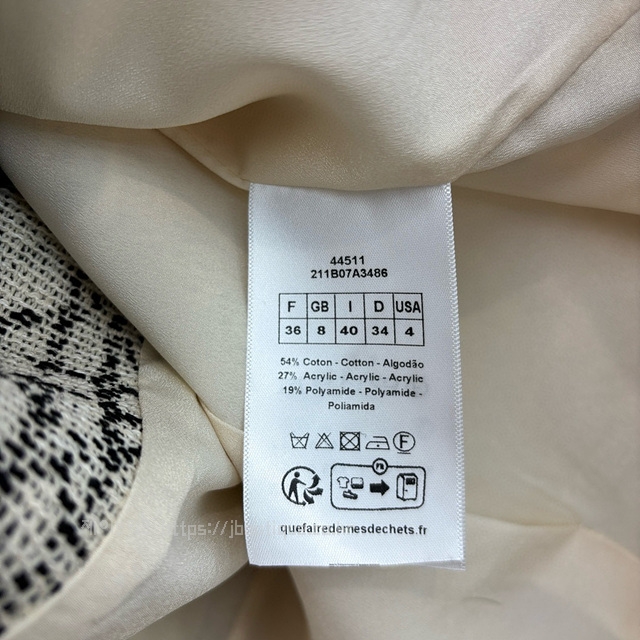 44511
211B07A3486
F GB I D USA
36 8 40 34 4
54% Coton - Cotton - Algodão
27% Acrylic - Acrylic - Acrylic
19% Polyamide - Polyamide -
Poliamida
F
FR
quefairedemesdechets.fr